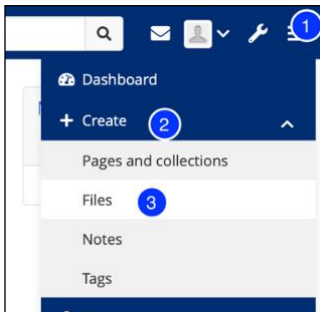 1
Dashboard
+ Create 2
Pages and collections
Files 3
Notes
Tags